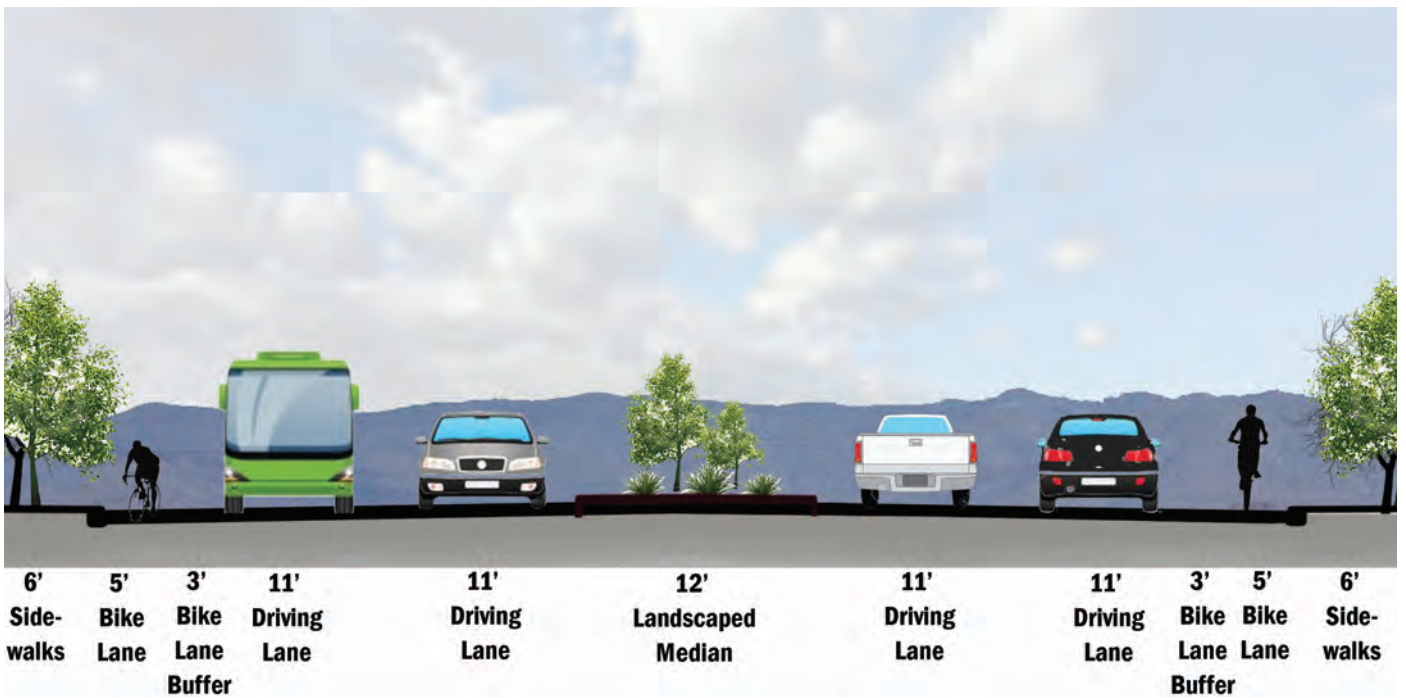 6’ 5’ 3’ 11’ 11’ 12’ 11’ 11’ 3’ 5’ 6’
Side- Bike Bike Driving Driving Landscaped Driving Driving Bike Bike Side-
walks Lane Lane Lane Lane Median Lane Lane Lane Lane walks
Buffer Buffer